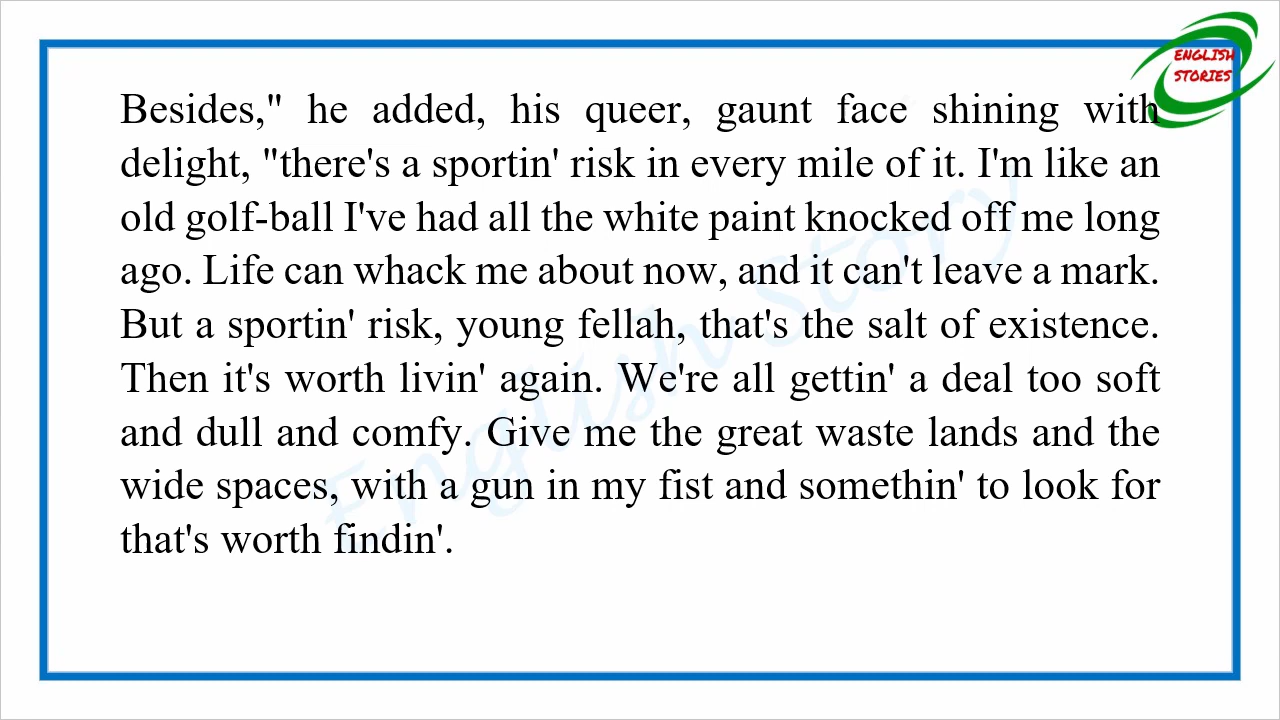 ENGLISH
STORIES
Besides," he added, his queer, gaunt face shining with
delight, "there's a sportin' risk in every mile of it. I'm like an
old golf-ball I've had all the white paint knocked off me long
ago. Life can whack me about now, and it can't leave a mark.
But a sportin' risk, young fellah, that's the salt of existence.
Then it's worth livin' again. We're all gettin' a deal too soft
and dull and comfy. Give me the great waste lands and the
wide spaces, with a gun in my fist and somethin' to look for
that's worth findin'.
English Story